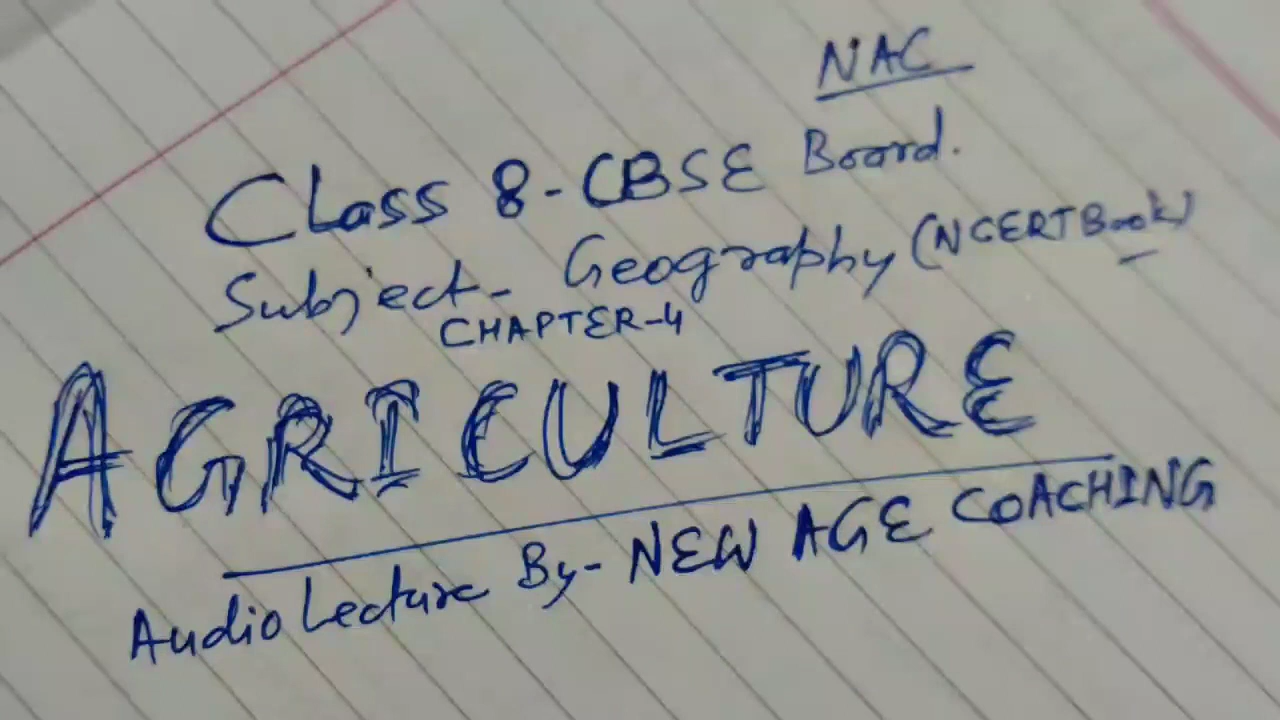 NAC
Class 8 - CBSE Board.
Subject - Geography (NCERT Book)
CHAPTER-4
AGRICULTURE
Audio Lecture By - NEW AGE COACHING